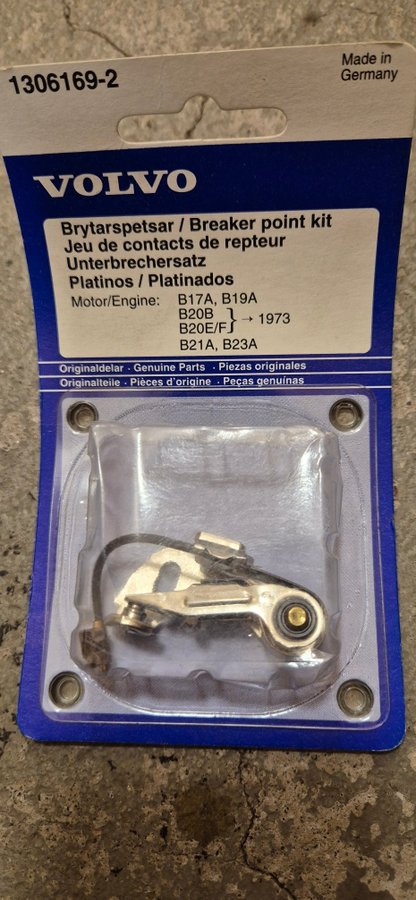 1306169-2
Made in
Germany
VOLVO
Brytarspetsar / Breaker point kit
Jeu de contacts de repteur
Unterbrechersatz
Platinos / Platinados
Motor/Engine: B17A, B19A
B20B
B20E/F } → 1973
B21A, B23A
Originaldelar · Genuine Parts · Piezas originales
Originalteile · Pièces d'origine · Peças genuínas